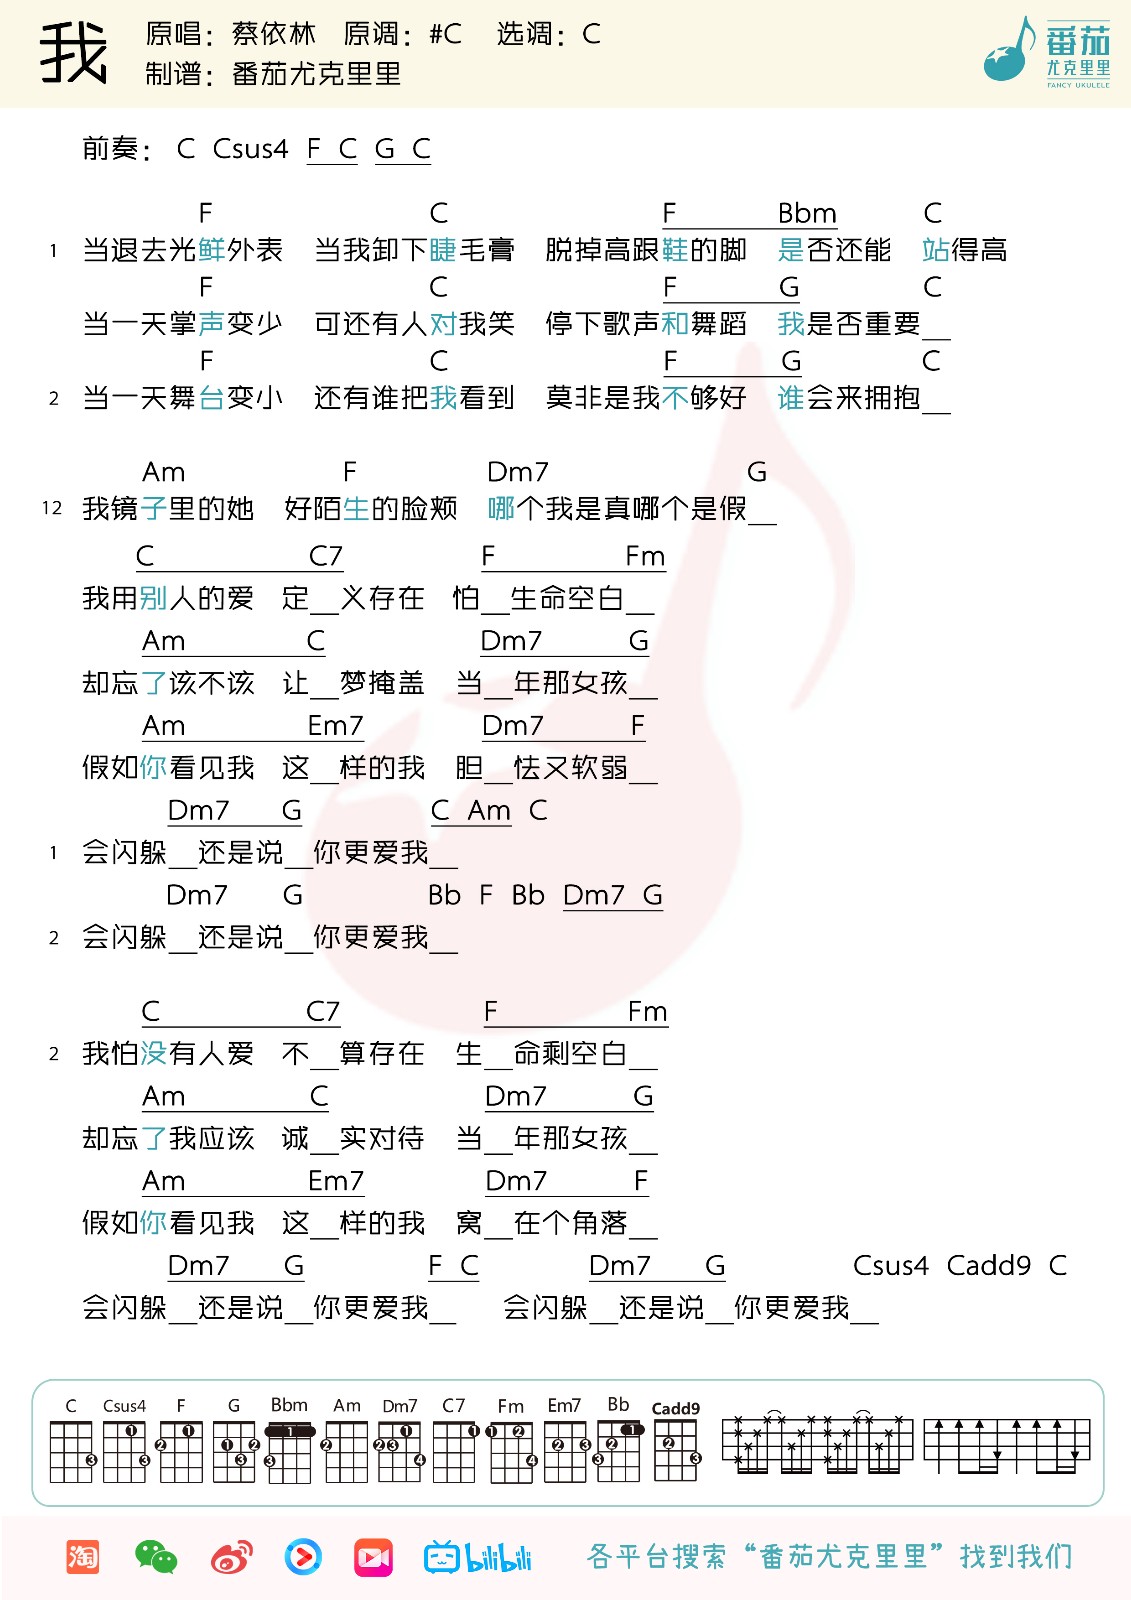 我
原唱：蔡依林 原调：#C 选调：C
制谱：番茄尤克里里
番茄
尤克里里
FANCY UKULELE
前奏： C Csus4 F C G C
F C F Bbm C
1 当退去光鲜外表 当我卸下睫毛膏 脱掉高跟鞋的脚 是否还能 站得高
F C F G C
当一天掌声变少 可还有人对我笑 停下歌声和舞蹈 我是否重要__
F C F G C
2 当一天舞台变小 还有谁把我看到 莫非是我不够好 谁会来拥抱__
Am F Dm7 G
12 我镜子里的她 好陌生的脸颊 哪个我是真哪个是假__
C C7 F Fm
我用别人的爱 定__义存在 怕__生命空白__
Am C Dm7 G
却忘了该不该 让__梦掩盖 当__年那女孩__
Am Em7 Dm7 F
假如你看见我 这__样的我 胆__怯又软弱__
Dm7 G C Am C
1 会闪躲__还是说__你更爱我__
Dm7 G Bb F Bb Dm7 G
2 会闪躲__还是说__你更爱我__
C C7 F Fm
2 我怕没有人爱 不__算存在 生__命剩空白__
Am C Dm7 G
却忘了我应该 诚__实对待 当__年那女孩__
Am Em7 Dm7 F
假如你看见我 这__样的我 窝__在个角落__
Dm7 G F C Dm7 G Csus4 Cadd9 C
会闪躲__还是说__你更爱我__ 会闪躲__还是说__你更爱我__
C Csus4 F G Bbm Am Dm7 C7 Fm Em7 Bb Cadd9
淘 bilibili 各平台搜索“番茄尤克里里”找到我们